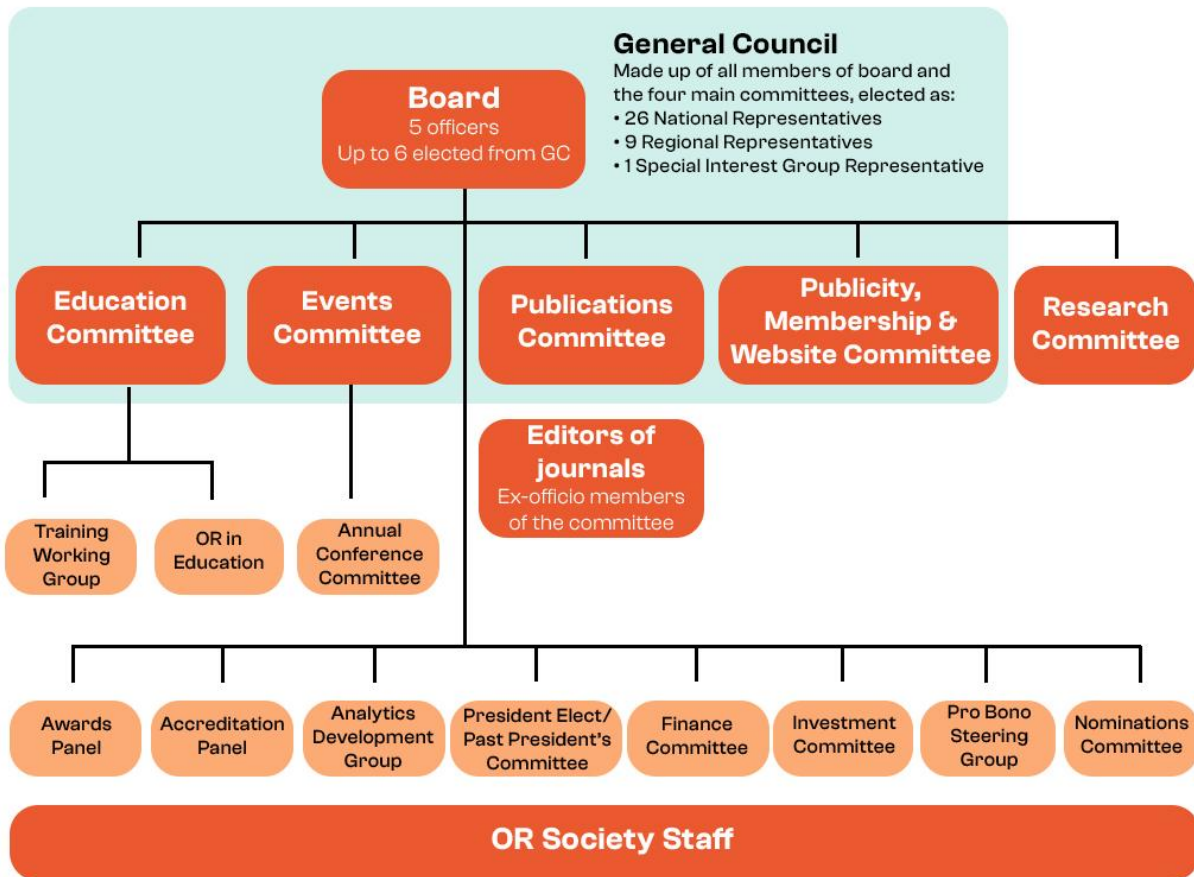 General Council
Made up of all members of board and
the four main committees, elected as:
• 26 National Representatives
• 9 Regional Representatives
• 1 Special Interest Group Representative
Board
5 officers
Up to 6 elected from GC
Education
Committee
Events
Committee
Publications
Committee
Publicity,
Membership &
Website Committee
Research
Committee
Editors of
journals
Ex-officio members
of the committee
Training
Working
Group
OR in
Education
Annual
Conference
Committee
Awards
Panel
Accreditation
Panel
Analytics
Development
Group
President Elect/
Past President's
Committee
Finance
Committee
Investment
Committee
Pro Bono
Steering
Group
Nominations
Committee
OR Society Staff